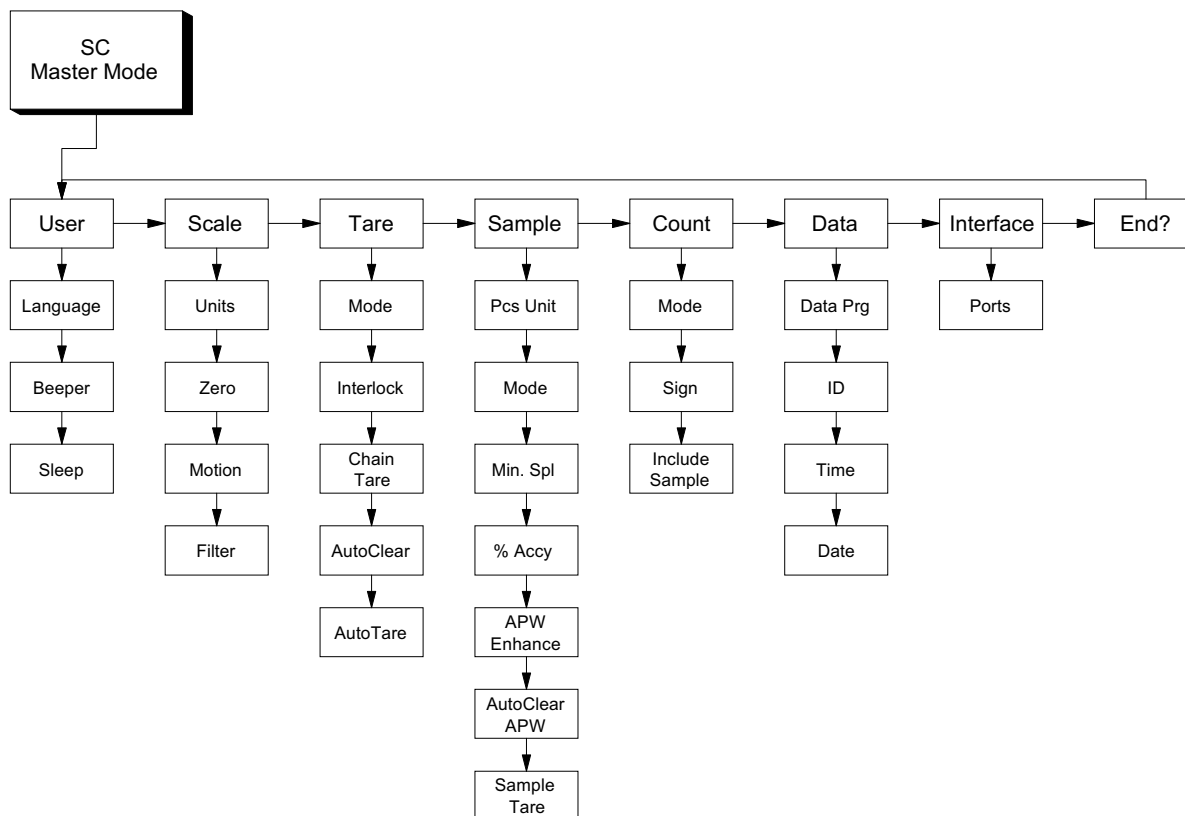 SC
Master Mode
User
Scale
Tare
Sample
Count
Data
Interface
End?
Language
Units
Mode
Pcs Unit
Mode
Data Prg
Ports
Beeper
Zero
Interlock
Mode
Sign
ID
Sleep
Motion
Chain
Tare
Min. Spl
Include
Sample
Time
Filter
AutoClear
% Accy
Date
AutoTare
APW
Enhance
AutoClear
APW
Sample
Tare